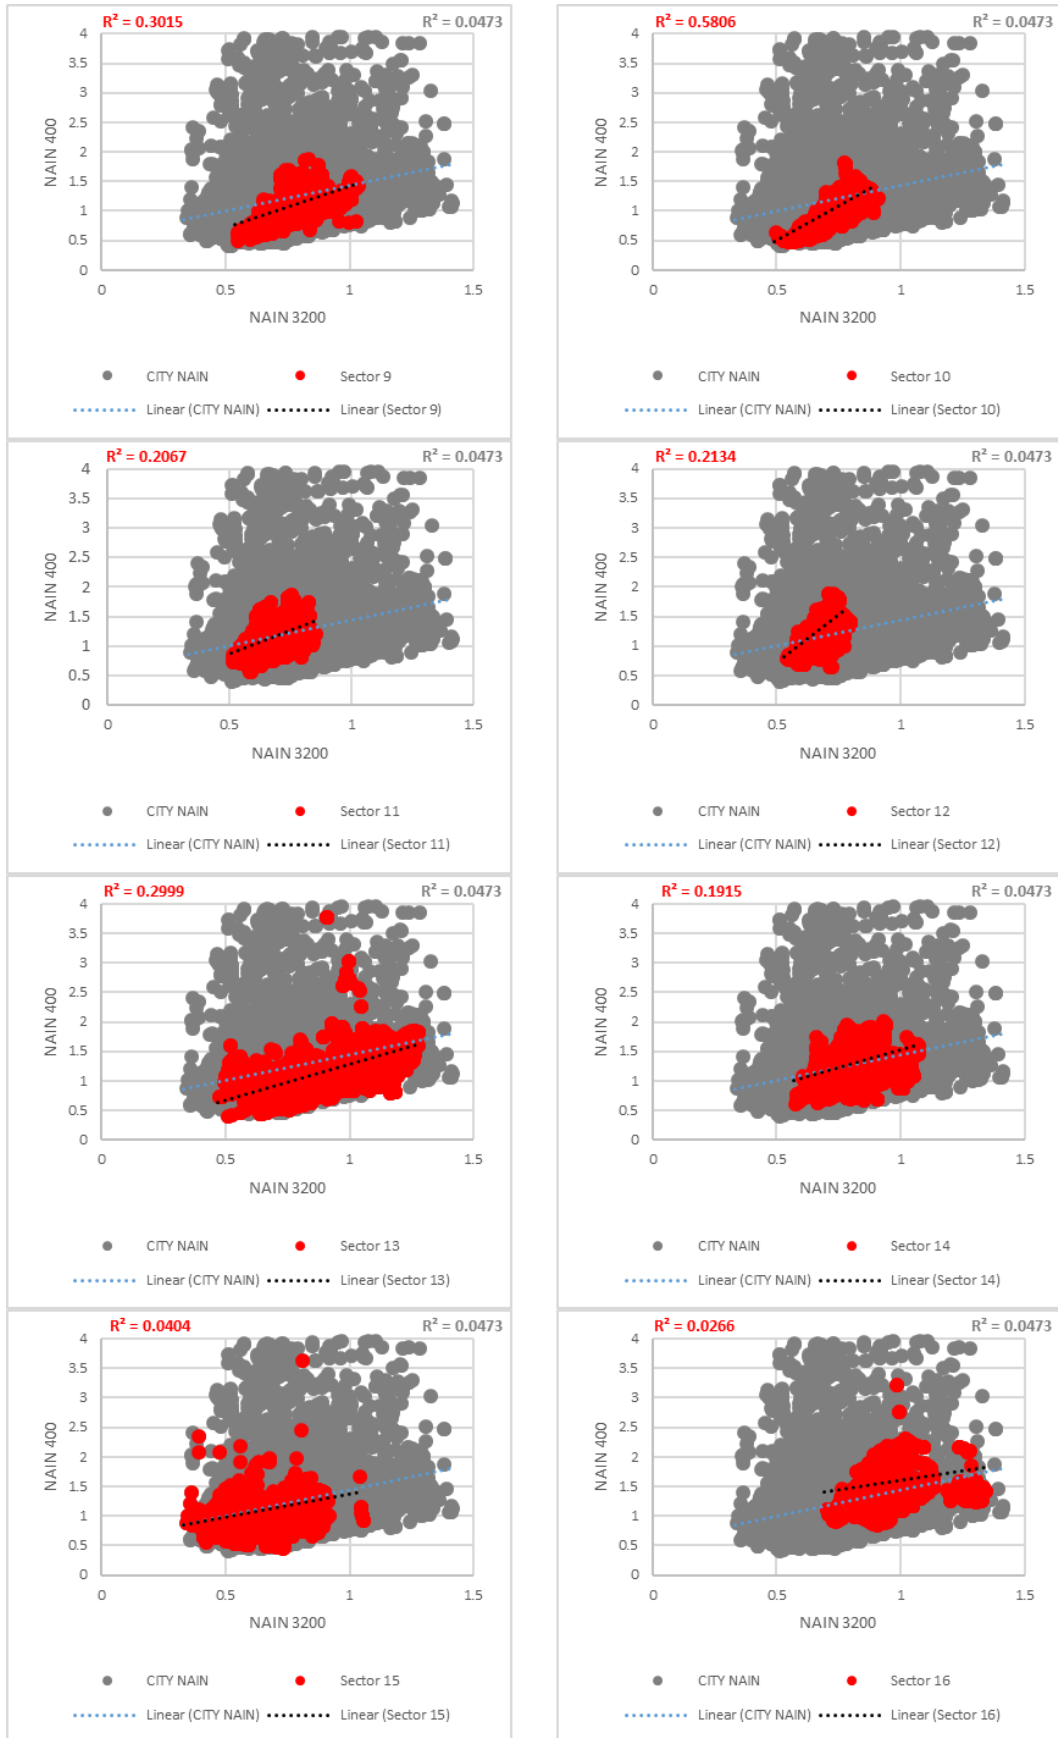 R² = 0.3015 R² = 0.0473
4
3.5
3
2.5
2
1.5
1
0.5
0
NAIN 400
0 0.5 1 1.5
NAIN 3200
CITY NAIN Sector 9
Linear (CITY NAIN) Linear (Sector 9)
R² = 0.5806 R² = 0.0473
4
3.5
3
2.5
2
1.5
1
0.5
0
NAIN 400
0 0.5 1 1.5
NAIN 3200
CITY NAIN Sector 10
Linear (CITY NAIN) Linear (Sector 10)
R² = 0.2067 R² = 0.0473
4
3.5
3
2.5
2
1.5
1
0.5
0
NAIN 400
0 0.5 1 1.5
NAIN 3200
CITY NAIN Sector 11
Linear (CITY NAIN) Linear (Sector 11)
R² = 0.2134 R² = 0.0473
4
3.5
3
2.5
2
1.5
1
0.5
0
NAIN 400
0 0.5 1 1.5
NAIN 3200
CITY NAIN Sector 12
Linear (CITY NAIN) Linear (Sector 12)
R² = 0.2999 R² = 0.0473
4
3.5
3
2.5
2
1.5
1
0.5
0
NAIN 400
0 0.5 1 1.5
NAIN 3200
CITY NAIN Sector 13
Linear (CITY NAIN) Linear (Sector 13)
R² = 0.1915 R² = 0.0473
4
3.5
3
2.5
2
1.5
1
0.5
0
NAIN 400
0 0.5 1 1.5
NAIN 3200
CITY NAIN Sector 14
Linear (CITY NAIN) Linear (Sector 14)
R² = 0.0404 R² = 0.0473
4
3.5
3
2.5
2
1.5
1
0.5
0
NAIN 400
0 0.5 1 1.5
NAIN 3200
CITY NAIN Sector 15
Linear (CITY NAIN) Linear (Sector 15)
R² = 0.0266 R² = 0.0473
4
3.5
3
2.5
2
1.5
1
0.5
0
NAIN 400
0 0.5 1 1.5
NAIN 3200
CITY NAIN Sector 16
Linear (CITY NAIN) Linear (Sector 16)